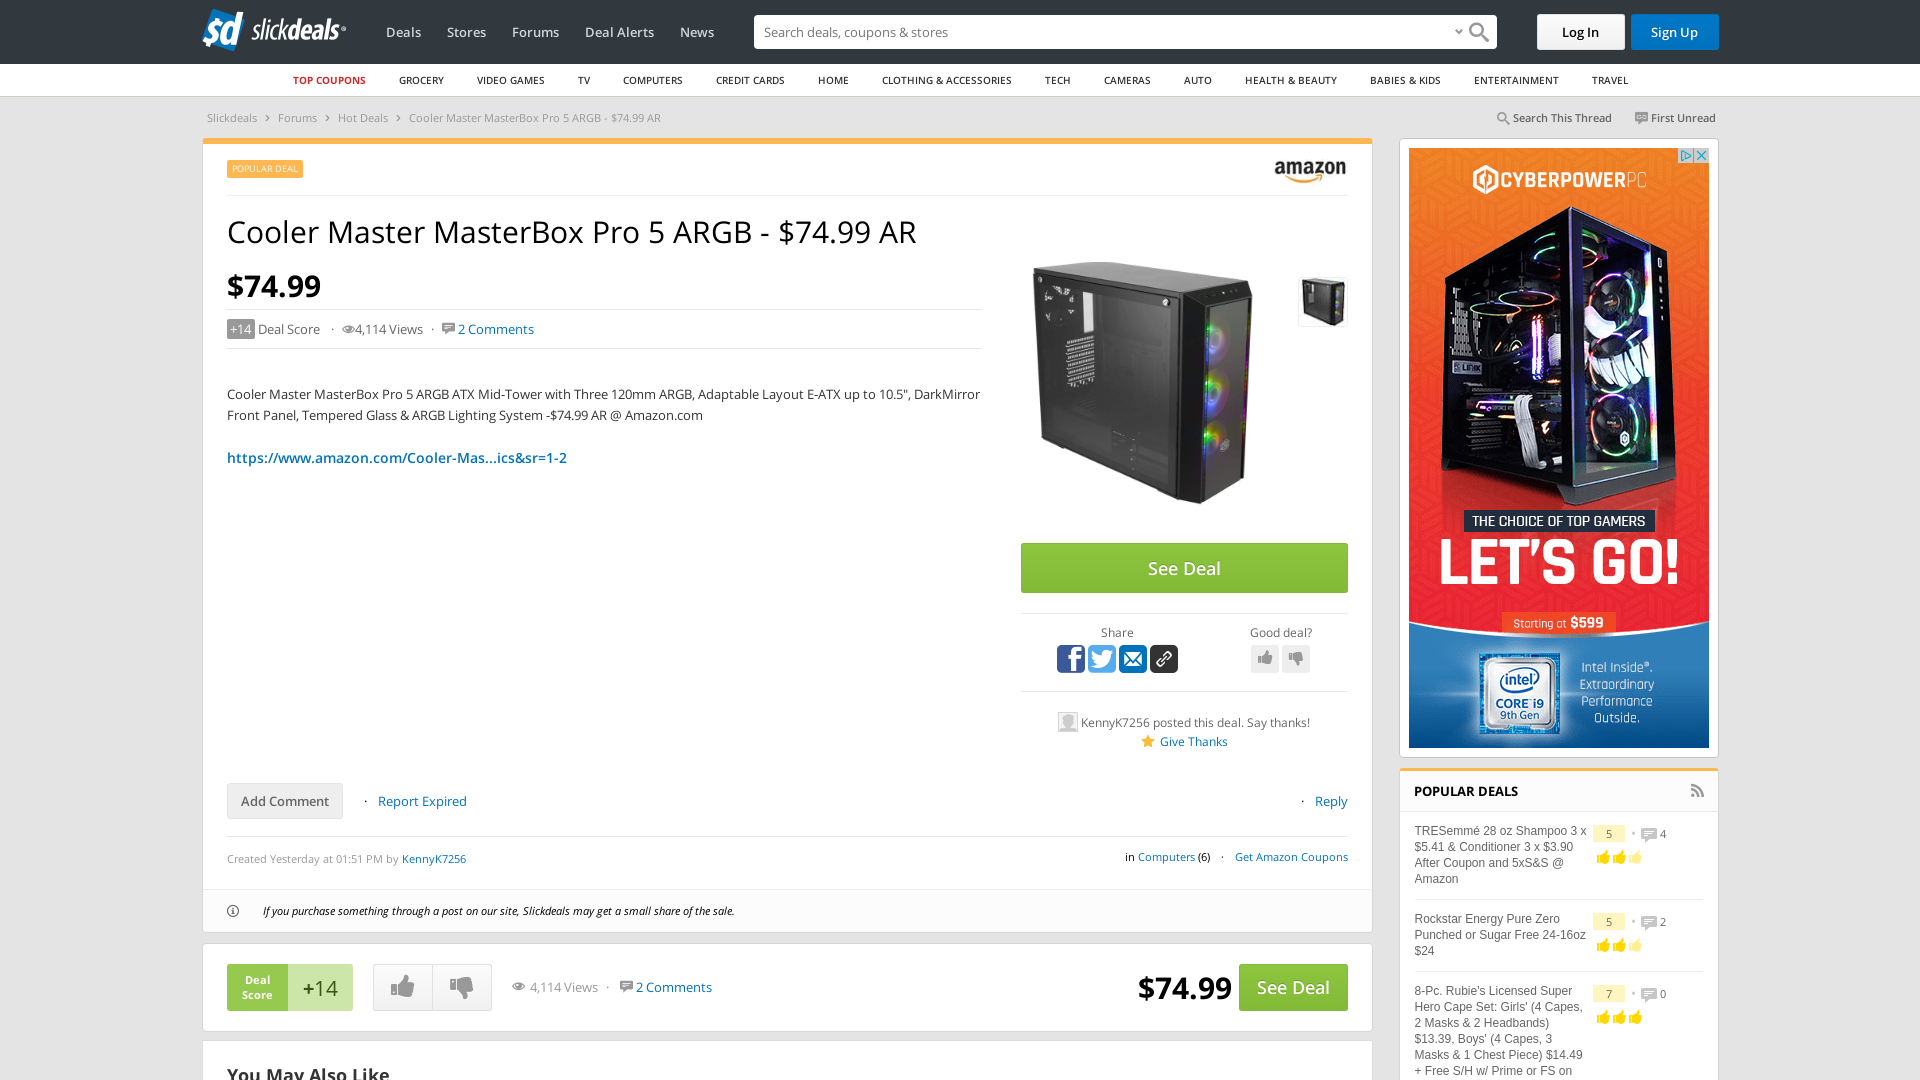 sd slickdeals
Deals
Stores
Forums
Deal Alerts
News
Search deals, coupons & stores
Log In
Sign Up
TOP COUPONS
GROCERY
VIDEO GAMES
TV
COMPUTERS
CREDIT CARDS
HOME
CLOTHING & ACCESSORIES
TECH
CAMERAS
AUTO
HEALTH & BEAUTY
BABIES & KIDS
ENTERTAINMENT
TRAVEL
Slickdeals › Forums › Hot Deals › Cooler Master MasterBox Pro 5 ARGB - $74.99 AR
Search This Thread
First Unread
POPULAR DEAL
amazon
Cooler Master MasterBox Pro 5 ARGB - $74.99 AR
$74.99
+14 Deal Score · 4,114 Views · 2 Comments
Cooler Master MasterBox Pro 5 ARGB ATX Mid-Tower with Three 120mm ARGB, Adaptable Layout E-ATX up to 10.5", DarkMirror
Front Panel, Tempered Glass & ARGB Lighting System -$74.99 AR @ Amazon.com
https://www.amazon.com/Cooler-Mas...ics&sr=1-2
See Deal
Share
Good deal?
KennyK7256 posted this deal. Say thanks!
Give Thanks
Add Comment
· Report Expired
· Reply
Created Yesterday at 01:51 PM by KennyK7256
in Computers (6) · Get Amazon Coupons
If you purchase something through a post on our site, Slickdeals may get a small share of the sale.
Deal
Score
+14
4,114 Views · 2 Comments
$74.99
See Deal
You May Also Like
CYBERPOWERPC
THE CHOICE OF TOP GAMERS
LET'S GO!
Starting at $599
intel
CORE i9
9th Gen
Intel Inside®.
Extraordinary
Performance
Outside.
POPULAR DEALS
TRESemmé 28 oz Shampoo 3 x
$5.41 & Conditioner 3 x $3.90
After Coupon and 5xS&S @
Amazon
5 • 4
Rockstar Energy Pure Zero
Punched or Sugar Free 24-16oz
$24
5 • 2
8-Pc. Rubie's Licensed Super
Hero Cape Set: Girls' (4 Capes,
2 Masks & 2 Headbands)
$13.39, Boys' (4 Capes, 3
Masks & 1 Chest Piece) $14.49
+ Free S/H w/ Prime or FS on
7 • 0